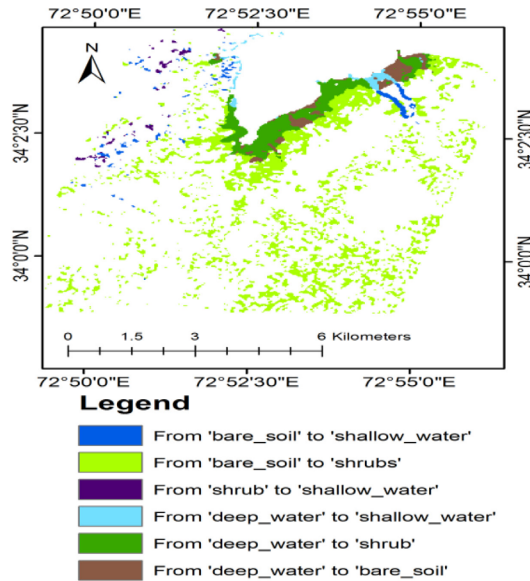 72°50'0"E 72°52'30"E 72°55'0"E
N
34°2'30"N 34°2'30"N
34°0'0"N 34°0'0"N
0 1.5 3 6 Kilometers
72°50'0"E 72°52'30"E 72°55'0"E
Legend
From 'bare_soil' to 'shallow_water'
From 'bare_soil' to 'shrubs'
From 'shrub' to 'shallow_water'
From 'deep_water' to 'shallow_water'
From 'deep_water' to 'shrub'
From 'deep_water' to 'bare_soil'